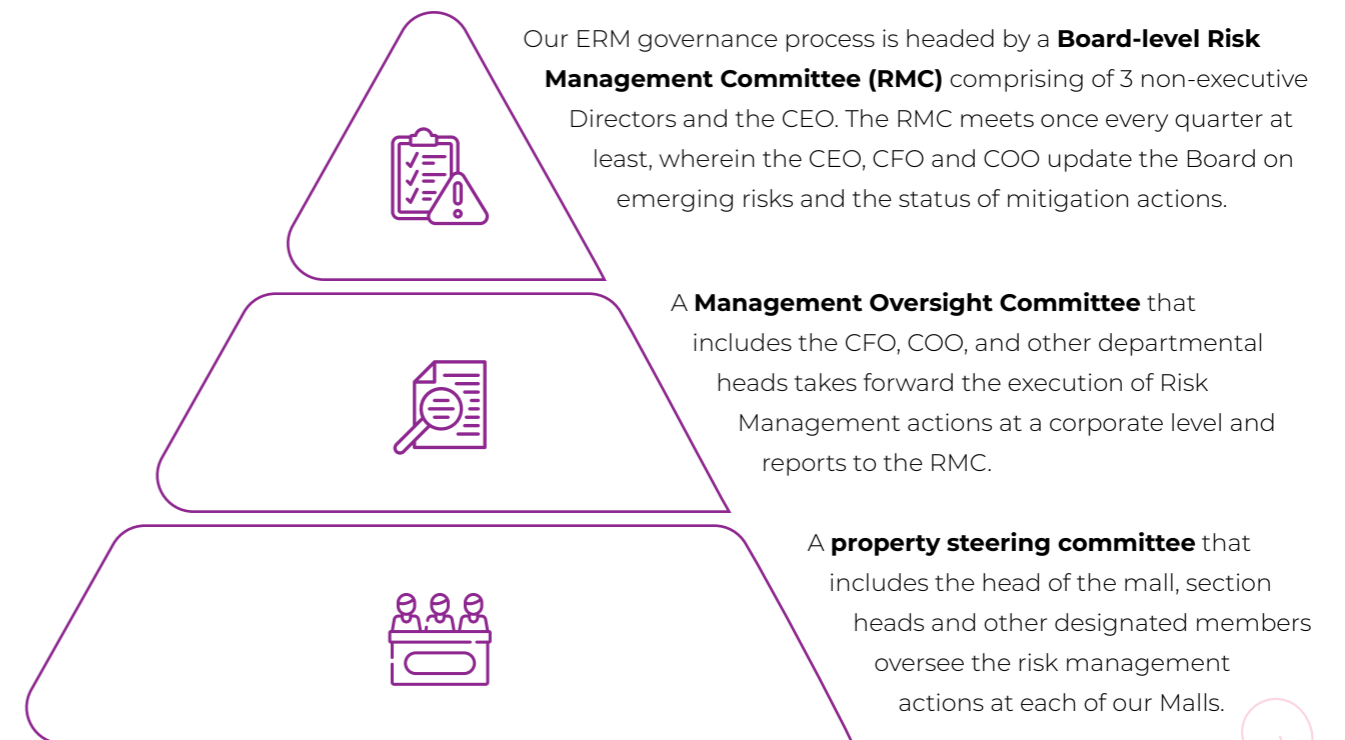 Our ERM governance process is headed by a Board-level Risk
Management Committee (RMC) comprising of 3 non-executive
Directors and the CEO. The RMC meets once every quarter at
least, wherein the CEO, CFO and COO update the Board on
emerging risks and the status of mitigation actions.
A Management Oversight Committee that
includes the CFO, COO, and other departmental
heads takes forward the execution of Risk
Management actions at a corporate level and
reports to the RMC.
A property steering committee that
includes the head of the mall, section
heads and other designated members
oversee the risk management
actions at each of our Malls.